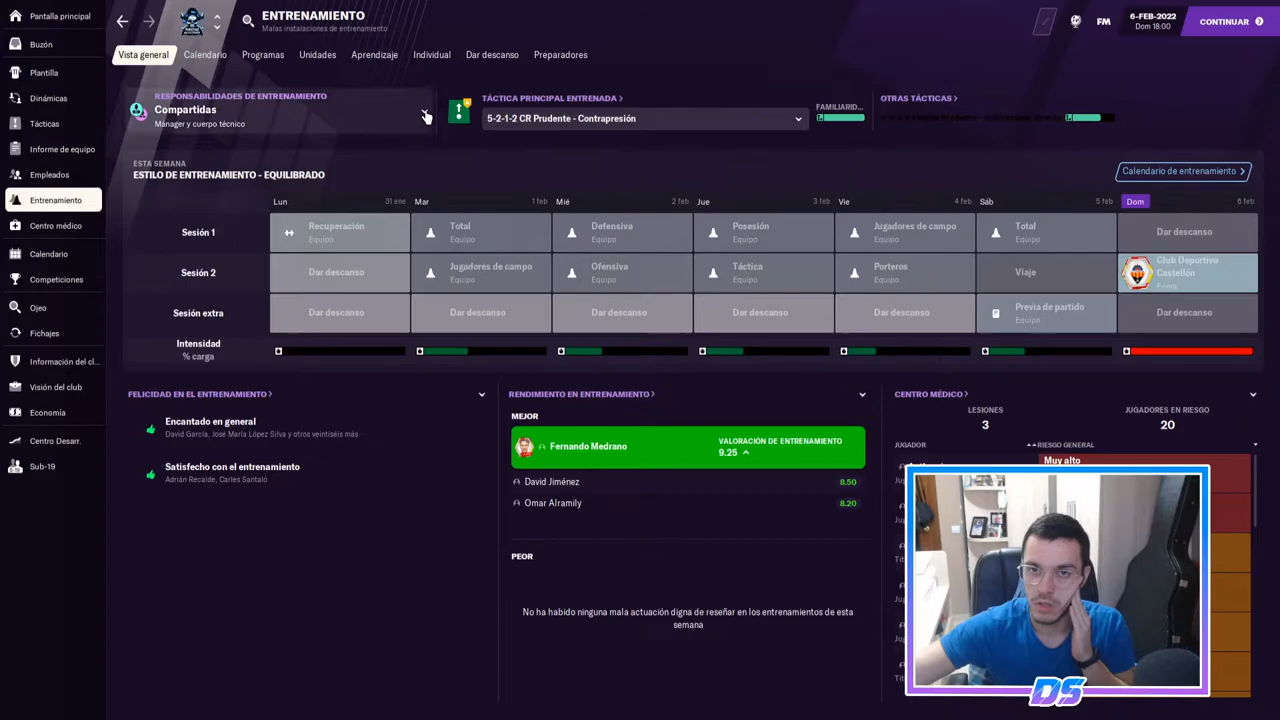 Pantalla principal
Buzón
Plantilla
Dinámicas
Tácticas
Informe de equipo
Empleados
Entrenamiento
Centro médico
Calendario
Competiciones
Ojeo
Fichajes
Información del cl...
Visión del club
Economía
Centro Desarr.
Sub-19
ENTRENAMIENTO
Malas instalaciones de entrenamiento
FM
6-FEB-2022
Dom 18:00
CONTINUAR
Vista general
Calendario
Programas
Unidades
Aprendizaje
Individual
Dar descanso
Preparadores
RESPONSABILIDADES DE ENTRENAMIENTO
Compartidas
Mánager y cuerpo técnico
TÁCTICA PRINCIPAL ENTRENADA
5-2-1-2 CR Prudente - Contrapresión
FAMILIARID...
OTRAS TÁCTICAS
ESTA SEMANA
ESTILO DE ENTRENAMIENTO - EQUILIBRADO
Calendario de entrenamiento
Lun 31 ene
Mar 1 feb
Mié 2 feb
Jue 3 feb
Vie 4 feb
Sáb 5 feb
Dom 6 feb
Sesión 1
Recuperación
Equipo
Total
Equipo
Defensiva
Equipo
Posesión
Equipo
Jugadores de campo
Equipo
Total
Equipo
Dar descanso
Sesión 2
Dar descanso
Jugadores de campo
Equipo
Ofensiva
Equipo
Táctica
Equipo
Porteros
Equipo
Viaje
Club Deportivo
Castellón
Fuera
Sesión extra
Dar descanso
Dar descanso
Dar descanso
Dar descanso
Dar descanso
Previa de partido
Equipo
Dar descanso
Intensidad
% carga
FELICIDAD EN EL ENTRENAMIENTO
Encantado en general
David García, José María López Silva y otros veintiséis más
Satisfecho con el entrenamiento
Adrián Recalde, Carles Santaló
RENDIMIENTO EN ENTRENAMIENTO
MEJOR
Fernando Medrano
VALORACIÓN DE ENTRENAMIENTO
9.25
David Jiménez 8.50
Omar Alramily 8.20
PEOR
No ha habido ninguna mala actuación digna de reseñar en los entrenamientos de esta
semana
CENTRO MÉDICO
LESIONES
3
JUGADORES EN RIESGO
20
JUGADOR
RIESGO GENERAL
Muy alto
DS